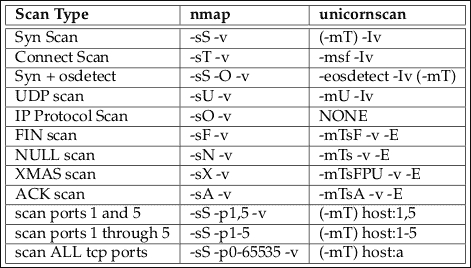 Scan Type nmap unicornscan
Syn Scan -sS -v (-mT) -Iv
Connect Scan -sT -v -msf -Iv
Syn + osdetect -sS -O -v -eosdetect -Iv (-mT)
UDP scan -sU -v -mU -Iv
IP Protocol Scan -sO -v NONE
FIN scan -sF -v -mTsF -v -E
NULL scan -sN -v -mTs -v -E
XMAS scan -sX -v -mTsFPU -v -E
ACK scan -sA -v -mTsA -v -E
scan ports 1 and 5 -sS -p1,5 -v (-mT) host:1,5
scan ports 1 through 5 -sS -p1-5 (-mT) host:1-5
scan ALL tcp ports -sS -p0-65535 -v (-mT) host:a